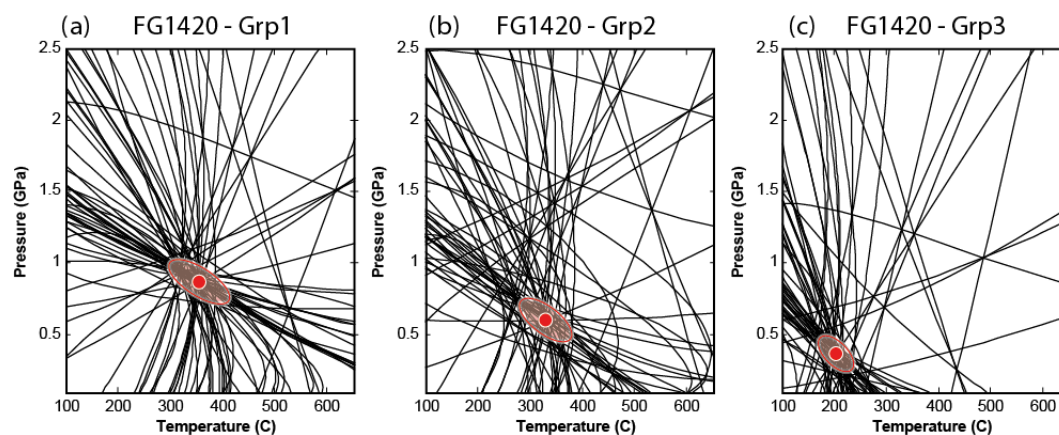 (a) FG1420 - Grp1
2.5
2
1.5
1
0.5
Pressure (GPa)
100 200 300 400 500 600
Temperature (C)
(b) FG1420 - Grp2
2.5
2
1.5
1
0.5
Pressure (GPa)
100 200 300 400 500 600
Temperature (C)
(c) FG1420 - Grp3
2.5
2
1.5
1
0.5
Pressure (GPa)
100 200 300 400 500 600
Temperature (C)